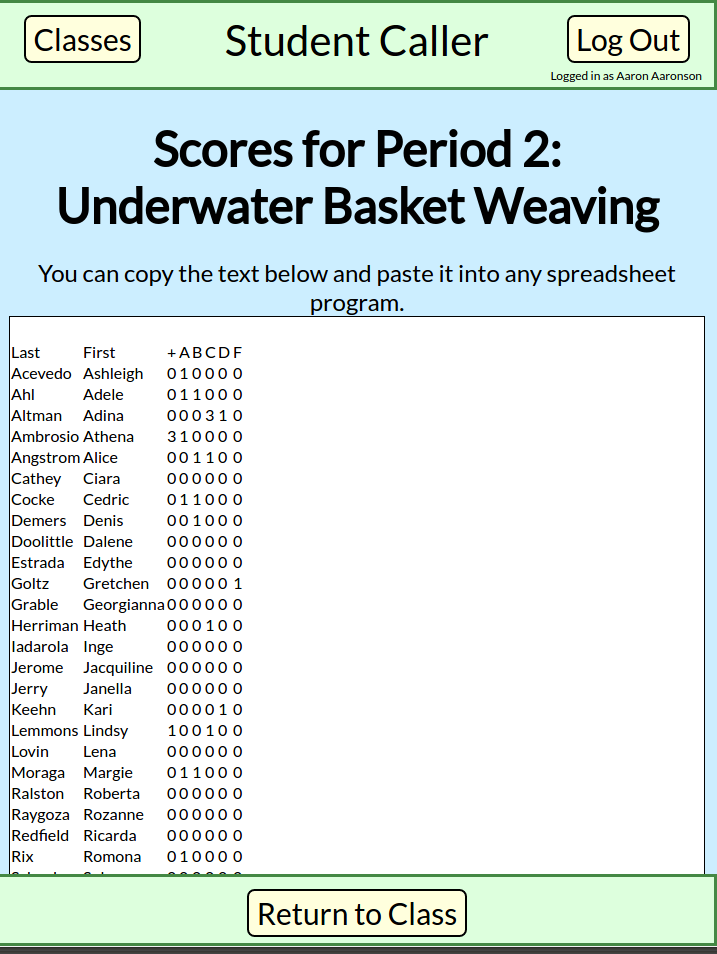 Classes
Student Caller
Log Out
Logged in as Aaron Aaronson
Scores for Period 2:
Underwater Basket Weaving
You can copy the text below and paste it into any spreadsheet
program.
Last First + A B C D F
Acevedo Ashleigh 0 1 0 0 0 0
Ahl Adele 0 1 1 0 0 0
Altman Adina 0 0 0 3 1 0
Ambrosio Athena 3 1 0 0 0 0
Angstrom Alice 0 0 1 1 0 0
Cathey Ciara 0 0 0 0 0 0
Cocke Cedric 0 1 1 0 0 0
Demers Denis 0 0 1 0 0 0
Doolittle Dalene 0 0 0 0 0 0
Estrada Edythe 0 0 0 0 0 0
Goltz Gretchen 0 0 0 0 0 1
Grable Georgianna 0 0 0 0 0 0
Herriman Heath 0 0 0 1 0 0
Iadarola Inge 0 0 0 0 0 0
Jerome Jacquiline 0 0 0 0 0 0
Jerry Janella 0 0 0 0 0 0
Keehn Kari 0 0 0 0 1 0
Lemmons Lindsy 1 0 0 1 0 0
Lovin Lena 0 0 0 0 0 0
Moraga Margie 0 1 1 0 0 0
Ralston Roberta 0 0 0 0 0 0
Raygoza Rozanne 0 0 0 0 0 0
Redfield Ricarda 0 0 0 0 0 0
Rix Romona 0 1 0 0 0 0
Return to Class